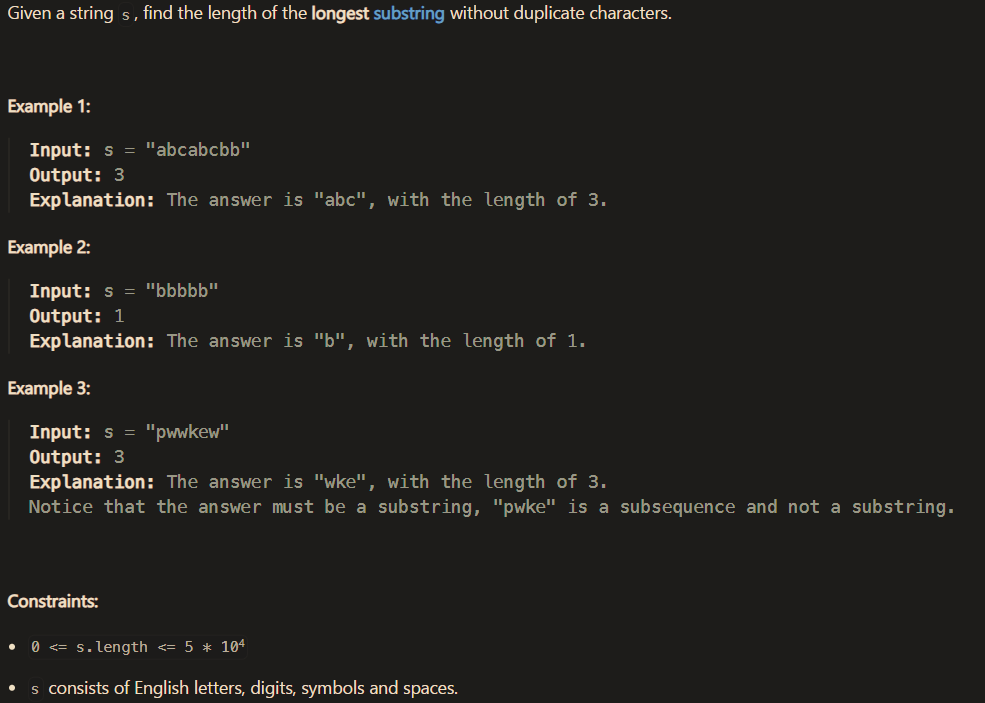 Given a string s, find the length of the longest substring without duplicate characters.
Example 1:
Input: s = "abcabcbb"
Output: 3
Explanation: The answer is "abc", with the length of 3.
Example 2:
Input: s = "bbbbb"
Output: 1
Explanation: The answer is "b", with the length of 1.
Example 3:
Input: s = "pwwkew"
Output: 3
Explanation: The answer is "wke", with the length of 3.
Notice that the answer must be a substring, "pwke" is a subsequence and not a substring.
Constraints:
• 0 <= s.length <= 5 * 10⁴
• s consists of English letters, digits, symbols and spaces.